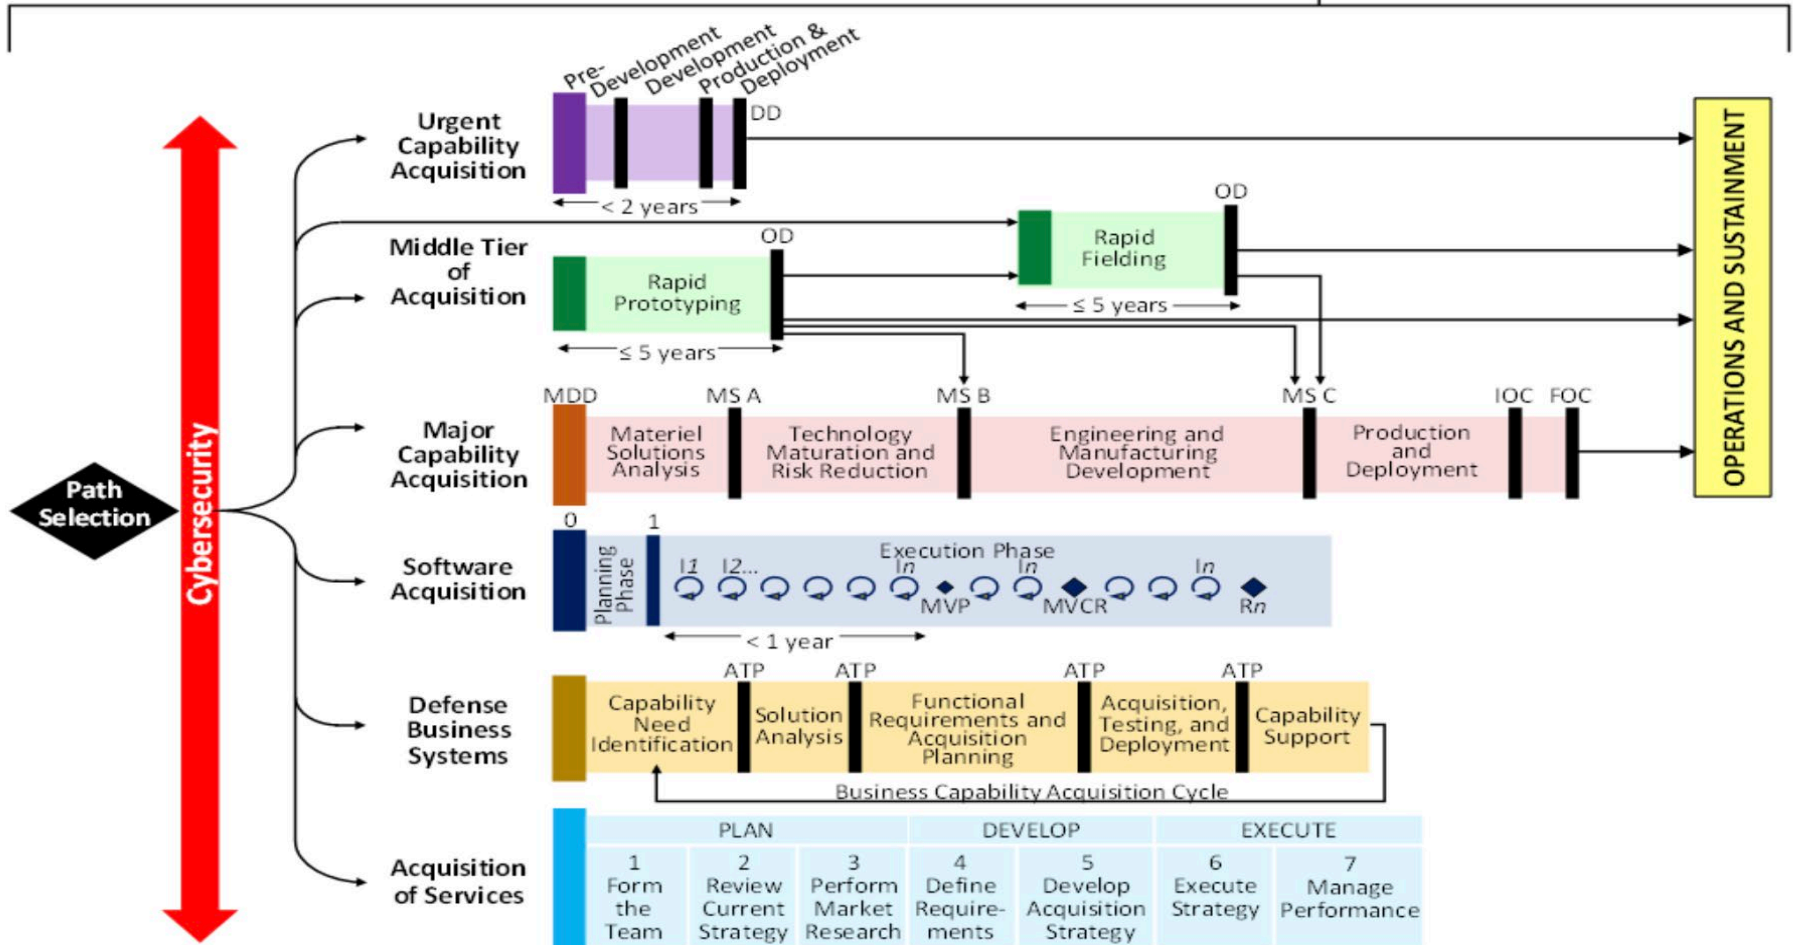 Pre-
Development
Development
Production &
Deployment
Urgent
Capability
Acquisition
DD
< 2 years
Middle Tier
of
Acquisition
Rapid
Prototyping
OD
≤ 5 years
Rapid
Fielding
OD
≤ 5 years
Major
Capability
Acquisition
MDD
MS A
MS B
MS C
IOC
FOC
Materiel
Solutions
Analysis
Technology
Maturation and
Risk Reduction
Engineering and
Manufacturing
Development
Production
and
Deployment
OPERATIONS AND SUSTAINMENT
Path
Selection
Cybersecurity
Software
Acquisition
0
1
Planning
Phase
Execution Phase
I1
I2...
In
In
In
MVP
MVCR
Rn
< 1 year
Defense
Business
Systems
ATP
ATP
ATP
ATP
Capability
Need
Identification
Solution
Analysis
Functional
Requirements and
Acquisition
Planning
Acquisition,
Testing, and
Deployment
Capability
Support
Business Capability Acquisition Cycle
Acquisition
of Services
PLAN
DEVELOP
EXECUTE
1
Form
the
Team
2
Review
Current
Strategy
3
Perform
Market
Research
4
Define
Require-
ments
5
Develop
Acquisition
Strategy
6
Execute
Strategy
7
Manage
Performance